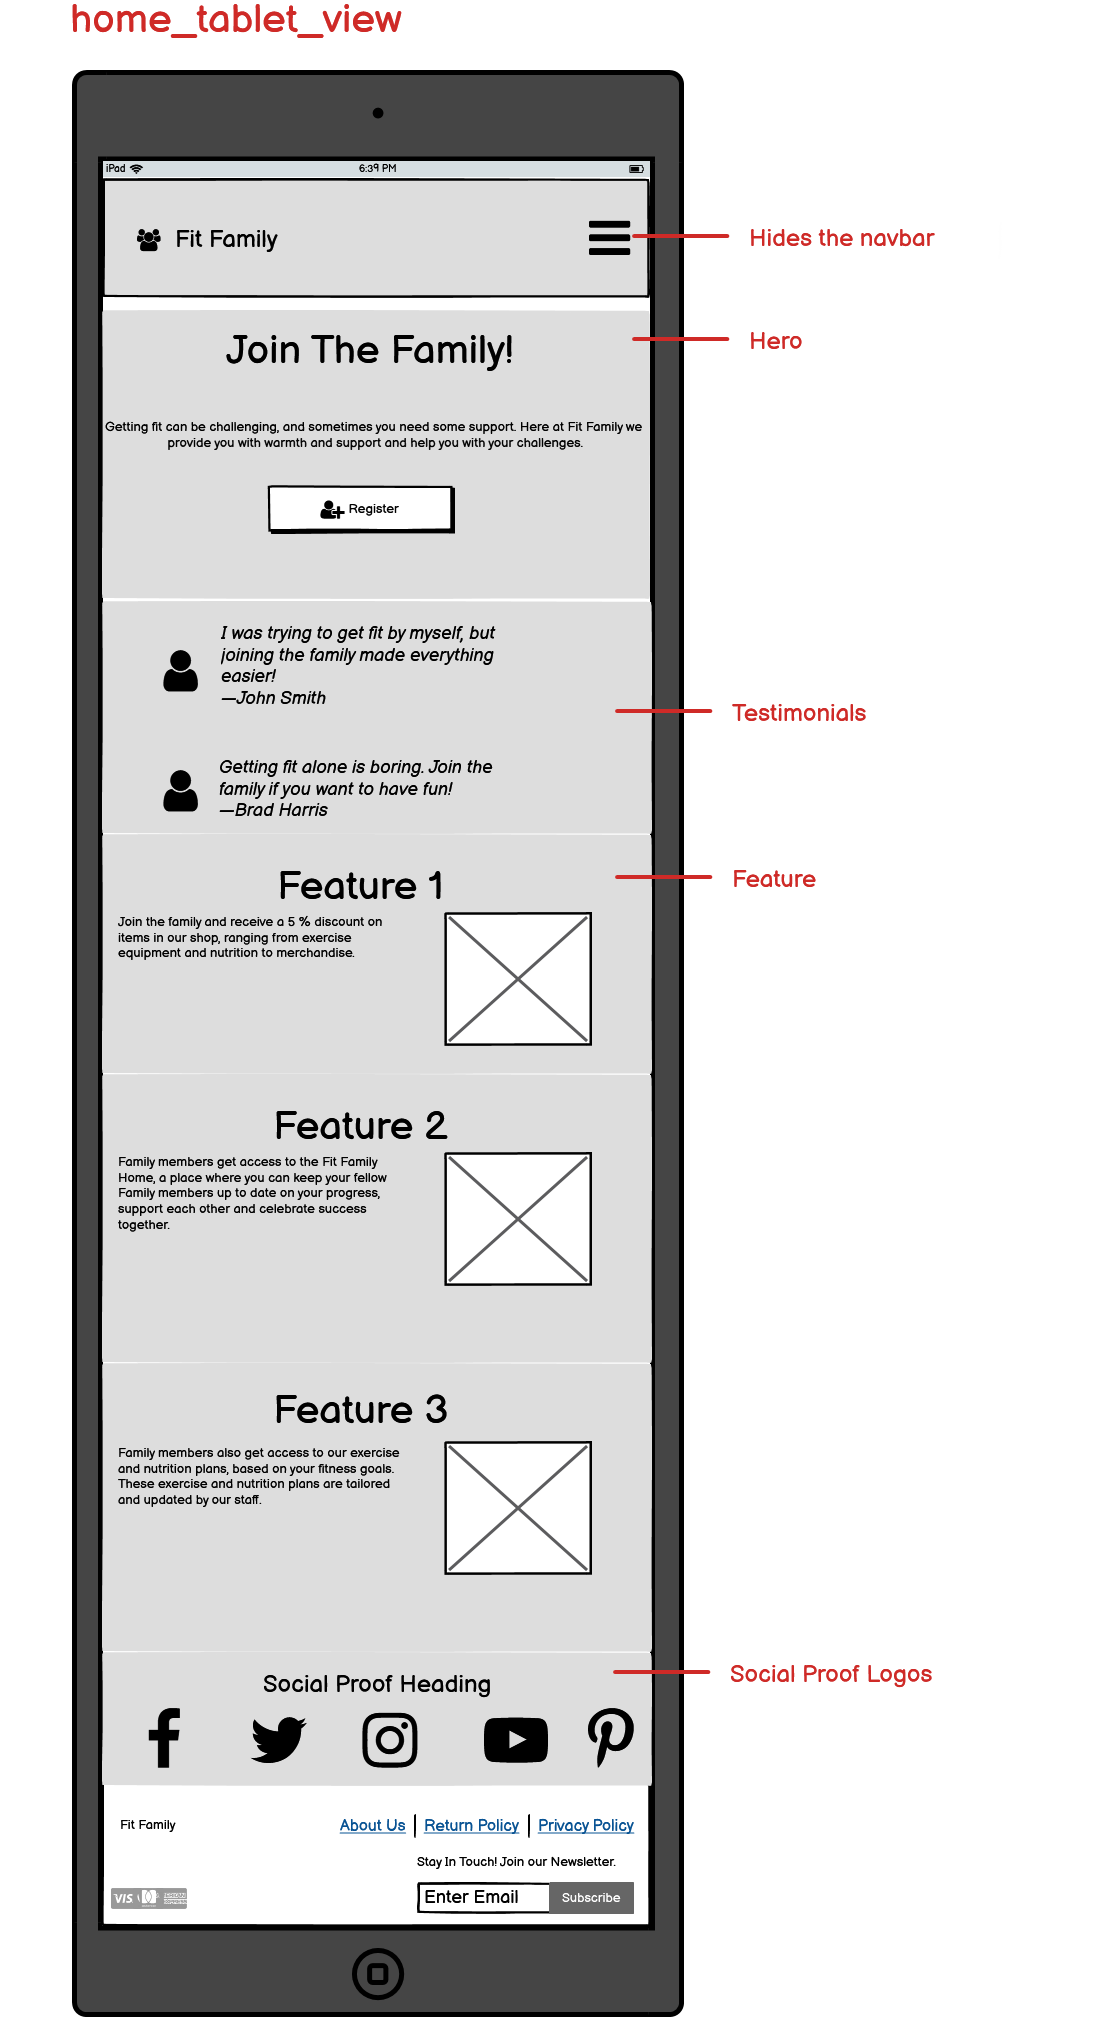 home_tablet_view
iPad
6:39 PM
Fit Family
Hides the navbar
Join The Family!
Hero
Getting fit can be challenging, and sometimes you need some support. Here at Fit Family we
provide you with warmth and support and help you with your challenges.
Register
I was trying to get fit by myself, but
joining the family made everything
easier!
—John Smith
Testimonials
Getting fit alone is boring. Join the
family if you want to have fun!
—Brad Harris
Feature 1
Feature
Join the family and receive a 5 % discount on
items in our shop, ranging from exercise
equipment and nutrition to merchandise.
Feature 2
Family members get access to the Fit Family
Home, a place where you can keep your fellow
Family members up to date on your progress,
support each other and celebrate success
together.
Feature 3
Family members also get access to our exercise
and nutrition plans, based on your fitness goals.
These exercise and nutrition plans are tailored
and updated by our staff.
Social Proof Heading
Social Proof Logos
Fit Family
About Us
Return Policy
Privacy Policy
Stay In Touch! Join our Newsletter.
VIS
Enter Email
Subscribe